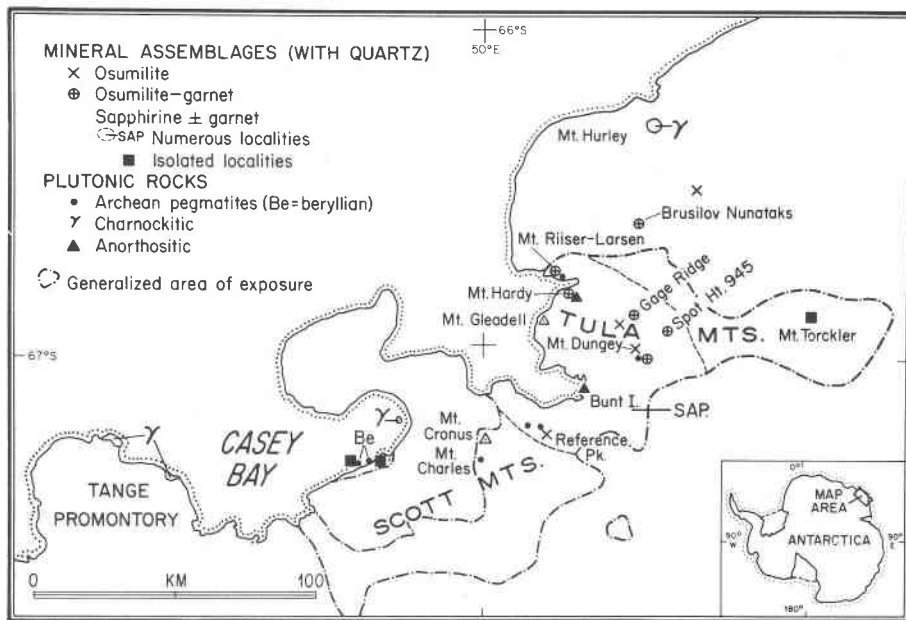 66°S
50°E
MINERAL ASSEMBLAGES (WITH QUARTZ)
× Osumilite
⊕ Osumilite-garnet
Sapphirine ± garnet
SAP Numerous localities
■ Isolated localities
PLUTONIC ROCKS
• Archean pegmatites (Be=beryllian)
γ Charnockitic
▲ Anorthositic
Generalized area of exposure
Mt. Hurley
γ
Brusilov Nunataks
Mt. Riiser-Larsen
Gage Ridge
Spot Ht. 945
Mt. Hardy
Mt. Gleadell
TULA
MTS.
Mt. Torckler
Mt. Dungey
67°S
Bunt I.
SAP.
γ
Mt. Cronus
Reference Pk.
Be
Mt. Charles
γ
CASEY BAY
SCOTT MTS.
TANGE PROMONTORY
0 KM 100
0°
MAP AREA
ANTARCTICA
90° W
90° E
180°